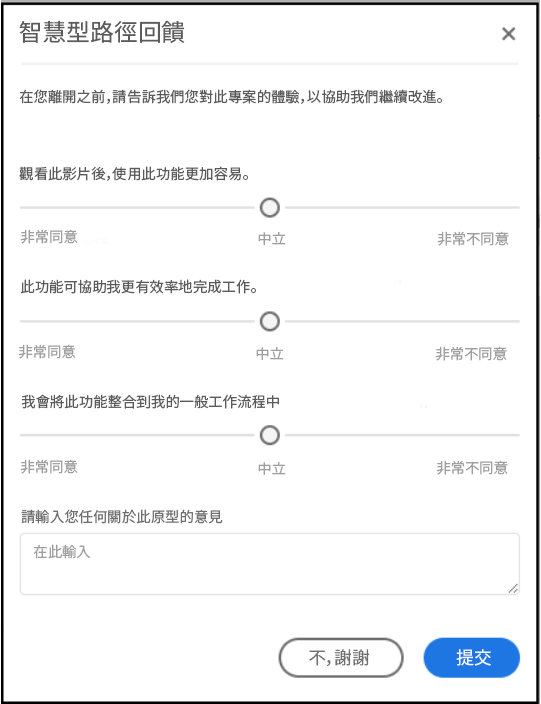 智慧型路徑回饋
在您離開之前,請告訴我們您對此專案的體驗,以協助我們繼續改進。
觀看此影片後,使用此功能更加容易。
非常同意 中立 非常不同意
此功能可協助我更有效率地完成工作。
非常同意 中立 非常不同意
我會將此功能整合到我的一般工作流程中
非常同意 中立 非常不同意
請輸入您任何關於此原型的意見
在此輸入
不,謝謝 提交